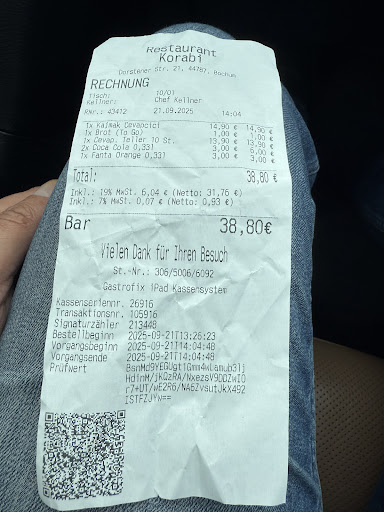 Restaurant
Korabi
Dorstener Str. 21, 44787, Bochum
RECHNUNG
Tisch: 10/01
Kellner: Chef Kellner
RNr.: 43412 21.09.2025 14:04
1x Kajmak Cevapcici 14,90 € 14,90 €
1x Brot (To Go) 1,00 € 1,00 €
1x Cevap. Teller 10 St. 13,90 € 13,90 €
2x Coca Cola 0,33l 3,00 € 6,00 €
1x Fanta Orange 0,33l 3,00 € 3,00 €
Total: 38,80 €
Inkl.: 19% MwSt. 6,04 € (Netto: 31,76 €)
Inkl.: 7% MwSt. 0,07 € (Netto: 0,93 €)
Bar 38,80€
Vielen Dank für Ihren Besuch
St.-Nr.: 306/5006/6092
Gastrofix iPad Kassensystem
Kassenseriennr. 26916
Transaktionsnr. 105916
Signaturzähler 213448
Bestellbeginn 2025-09-21T13:26:23
Vorgangsbeginn 2025-09-21T14:04:48
Vorgangsende 2025-09-21T14:04:48
Prüfwert